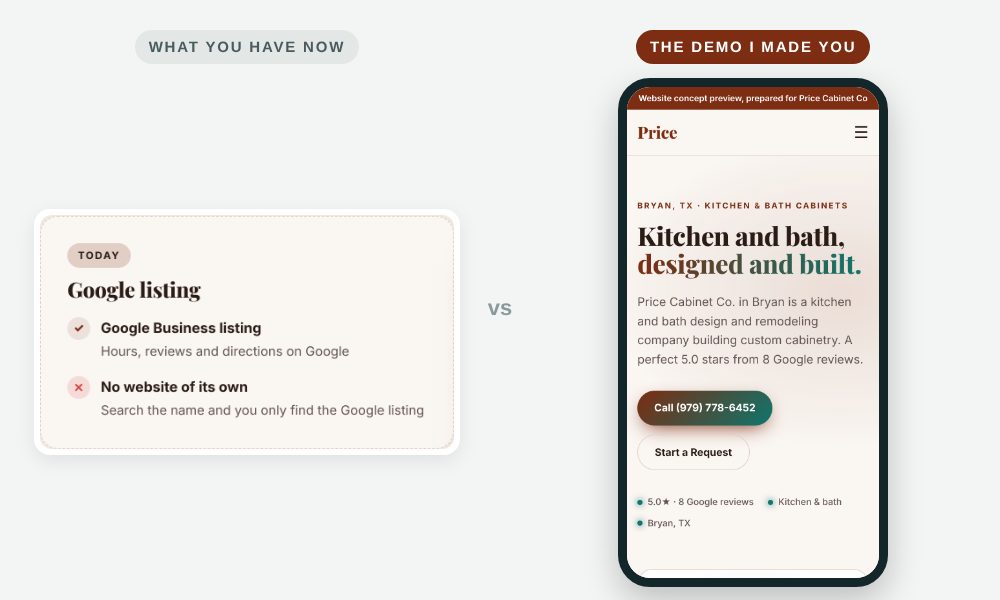 WHAT YOU HAVE NOW
TODAY
Google listing
Google Business listing
Hours, reviews and directions on Google
No website of its own
Search the name and you only find the Google listing
vs
THE DEMO I MADE YOU
Website concept preview, prepared for Price Cabinet Co
Price
BRYAN, TX · KITCHEN & BATH CABINETS
Kitchen and bath,
designed and built.
Price Cabinet Co. in Bryan is a kitchen
and bath design and remodeling
company building custom cabinetry. A
perfect 5.0 stars from 8 Google reviews.
Call (979) 778-6452
Start a Request
5.0★ · 8 Google reviews
Kitchen & bath
Bryan, TX